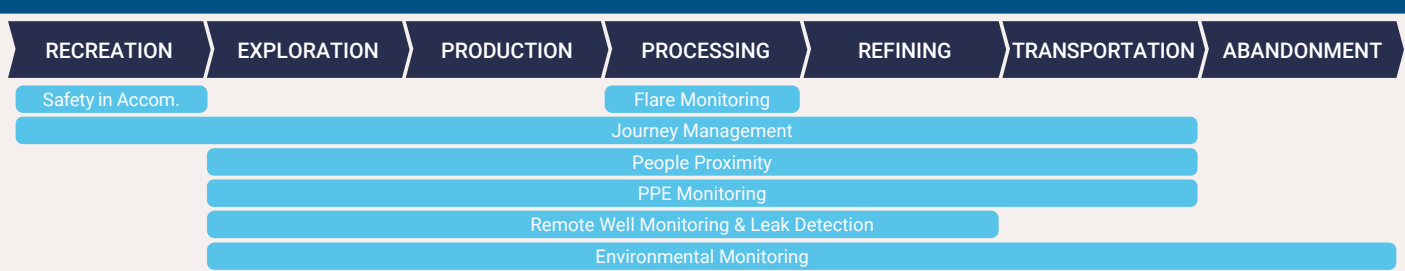 RECREATION EXPLORATION PRODUCTION PROCESSING REFINING TRANSPORTATION ABANDONMENT
Safety in Accom. Flare Monitoring
Journey Management
People Proximity
PPE Monitoring
Remote Well Monitoring & Leak Detection
Environmental Monitoring